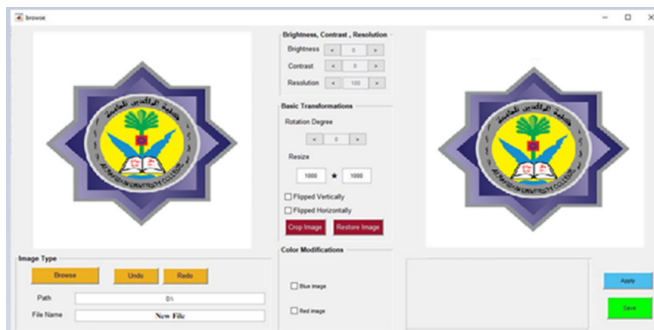 browse
Brightness, Contrast , Resolution
Brightness
< 0 >
Contrast
< 0 >
Resolution
< 100 >
Basic Transformations
Rotation Degree
< 0 >
Resize
1000 * 1000
Flipped Vertically
Flipped Horizontally
Crop Image
Restore Image
Color Modifications
Blue image
Red image
Image Type
Browse
Undo
Redo
Path
D:\
File Name
New File
Apply
Save